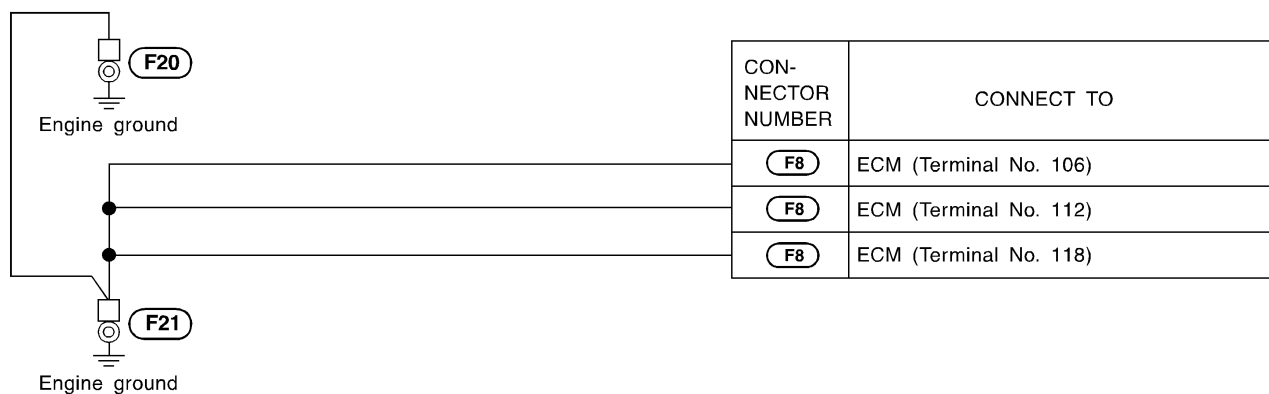 F20
Engine ground
CON-
NECTOR
NUMBER
CONNECT TO
F8
ECM (Terminal No. 106)
F8
ECM (Terminal No. 112)
F8
ECM (Terminal No. 118)
F21
Engine ground